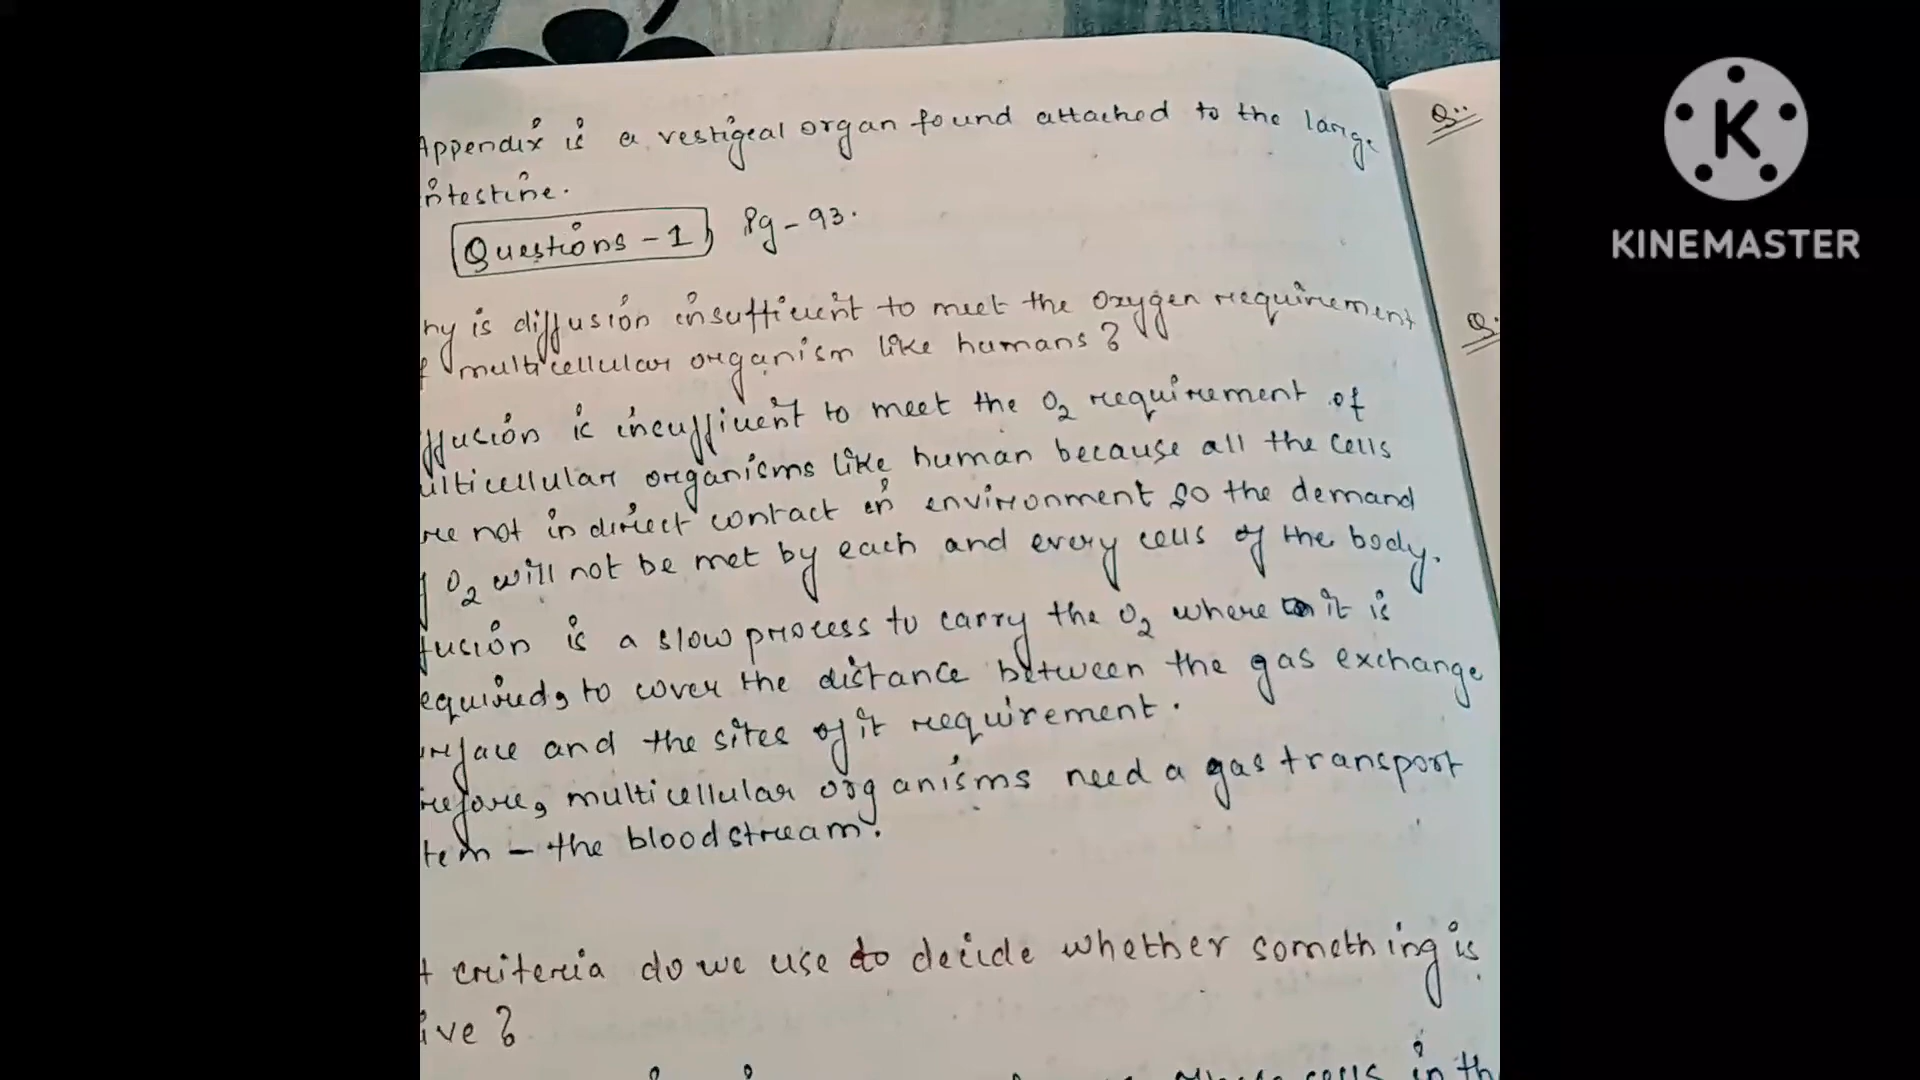 Appendix is a vestigeal organ found attached to the large
ntestine.
Questions - 1 Pg - 93.
hy is diffusion insufficient to meet the oxygen requirement
f multicellular organism like humans ?
ffusion is insufficient to meet the O2 requirement of
ulticellular organisms like human because all the cells
re not in direct contact in environment so the demand
f O2 will not be met by each and every cells of the body.
fusion is a slow process to carry the O2 where it is
equired, to cover the distance between the gas exchange
urface and the sites of it requirement.
refore, multicellular organisms need a gas transport
tem - the bloodstream.
t criteria do we use to decide whether something is
ive ?
cells in th
Q..
Q.
K
KINEMASTER